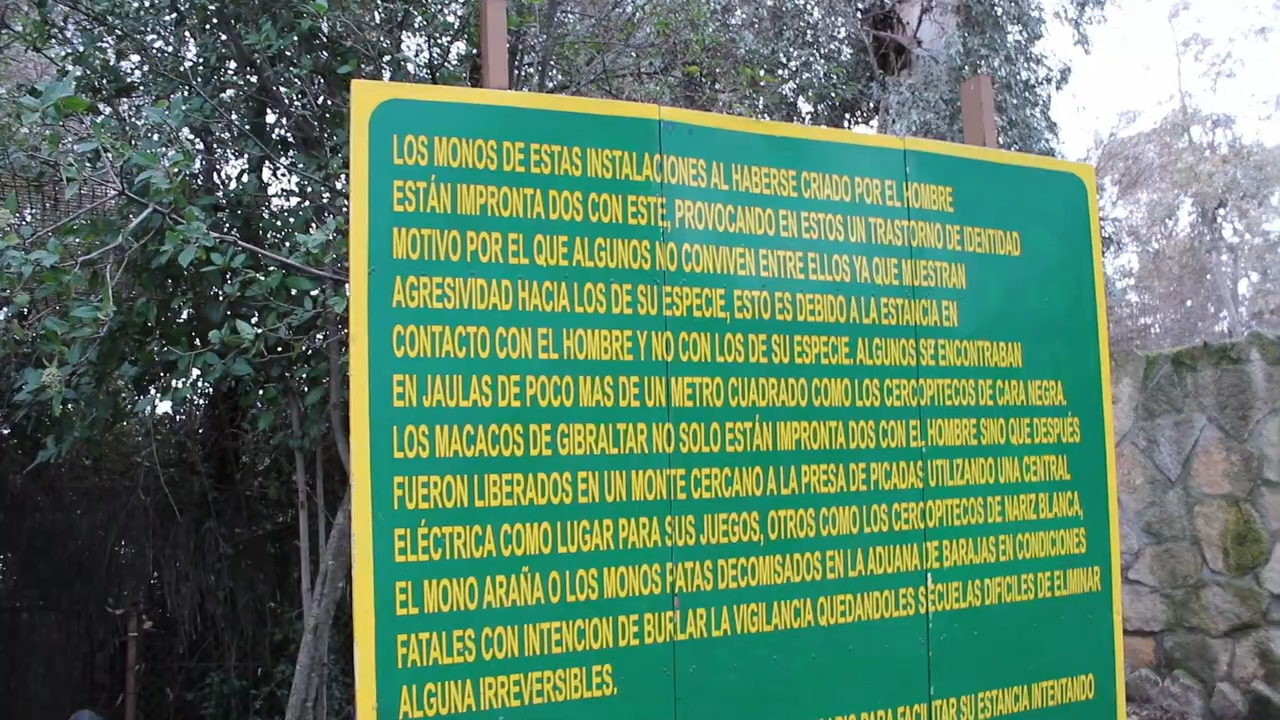 LOS MONOS DE ESTAS INSTALACIONES AL HABERSE CRIADO POR EL HOMBRE
ESTÁN IMPRONTA DOS CON ESTE, PROVOCANDO EN ESTOS UN TRASTORNO DE IDENTIDAD
MOTIVO POR EL QUE ALGUNOS NO CONVIVEN ENTRE ELLOS YA QUE MUESTRAN
AGRESIVIDAD HACIA LOS DE SU ESPECIE, ESTO ES DEBIDO A LA ESTANCIA EN
CONTACTO CON EL HOMBRE Y NO CON LOS DE SU ESPECIE. ALGUNOS SE ENCONTRABAN
EN JAULAS DE POCO MAS DE UN METRO CUADRADO COMO LOS CERCOPITECOS DE CARA NEGRA.
LOS MACACOS DE GIBRALTAR NO SOLO ESTÁN IMPRONTA DOS CON EL HOMBRE SINO QUE DESPUÉS
FUERON LIBERADOS EN UN MONTE CERCANO A LA PRESA DE PICADAS UTILIZANDO UNA CENTRAL
ELÉCTRICA COMO LUGAR PARA SUS JUEGOS, OTROS COMO LOS CERCOPITECOS DE NARIZ BLANCA,
EL MONO ARAÑA O LOS MONOS PATAS DECOMISADOS EN LA ADUANA DE BARAJAS EN CONDICIONES
FATALES CON INTENCION DE BURLAR LA VIGILANCIA QUEDANDOLES SECUELAS DIFICILES DE ELIMINAR
ALGUNA IRREVERSIBLES.
PARA FACILITAR SU ESTANCIA INTENTANDO